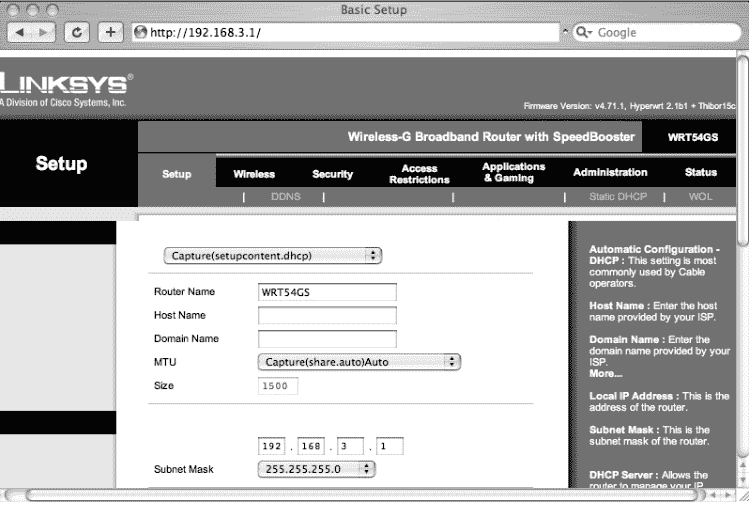 Basic Setup
http://192.168.3.1/
Google
LINKSYS®
A Division of Cisco Systems, Inc.
Firmware Version: v4.71.1, Hyperwrt 2.1b1 + Thibor15c
Wireless-G Broadband Router with SpeedBooster WRT54GS
Setup
Setup Wireless Security Access Restrictions Applications & Gaming Administration Status
| DDNS | | | Static DHCP | WOL
Capture(setupcontent.dhcp)
Router Name WRT54GS
Host Name
Domain Name
MTU Capture(share.auto)Auto
Size 1500
192 . 168 . 3 . 1
Subnet Mask 255.255.255.0
Automatic Configuration -
DHCP : This setting is most
commonly used by Cable
operators.
Host Name : Enter the host
name provided by your ISP.
Domain Name : Enter the
domain name provided by your
ISP.
More...
Local IP Address : This is the
address of the router.
Subnet Mask : This is the
subnet mask of the router.
DHCP Server : Allows the
router to manage your IP